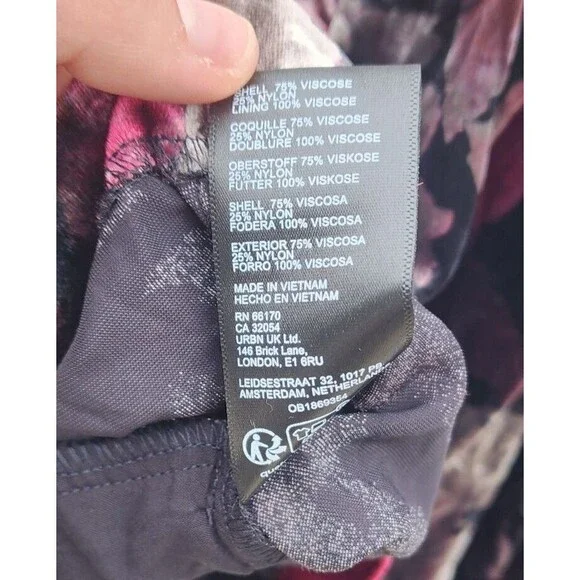 SHELL 75% VISCOSE
25% NYLON
LINING 100% VISCOSE
COQUILLE 75% VISCOSE
25% NYLON
DOUBLURE 100% VISCOSE
OBERSTOFF 75% VISKOSE
25% NYLON
FUTTER 100% VISKOSE
SHELL 75% VISCOSA
25% NYLON
FODERA 100% VISCOSA
EXTERIOR 75% VISCOSA
25% NYLON
FORRO 100% VISCOSA
MADE IN VIETNAM
HECHO EN VIETNAM
RN 66170
CA 32054
URBN UK Ltd.
146 Brick Lane,
LONDON, E1 6RU
LEIDSESTRAAT 32, 1017 PB
AMSTERDAM, NETHERLAN
OB1869354